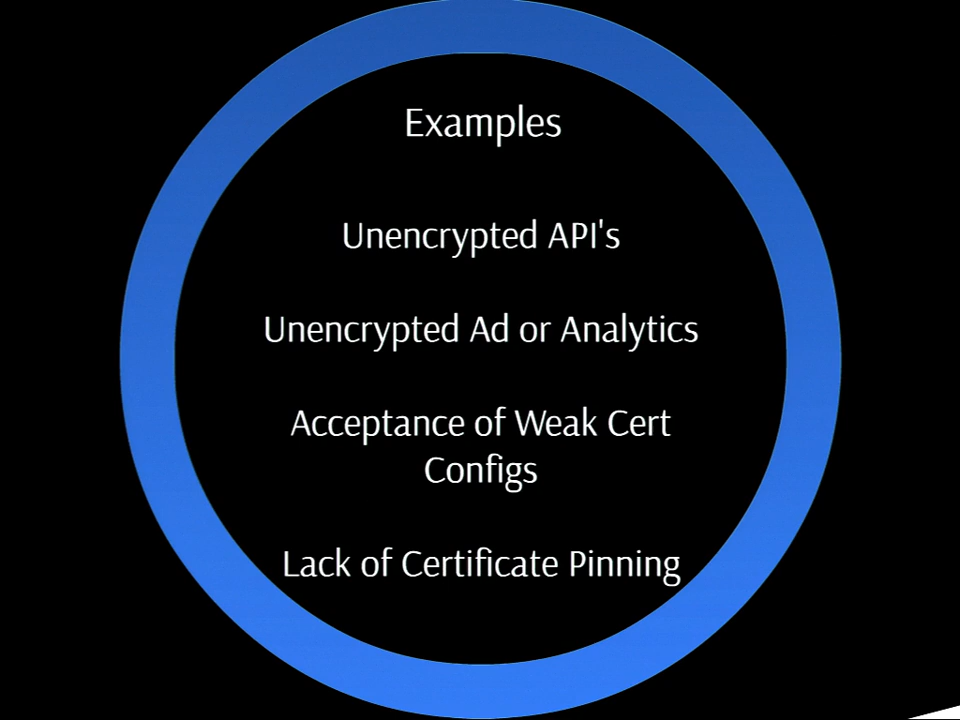 Examples
Unencrypted API's
Unencrypted Ad or Analytics
Acceptance of Weak Cert
Configs
Lack of Certificate Pinning